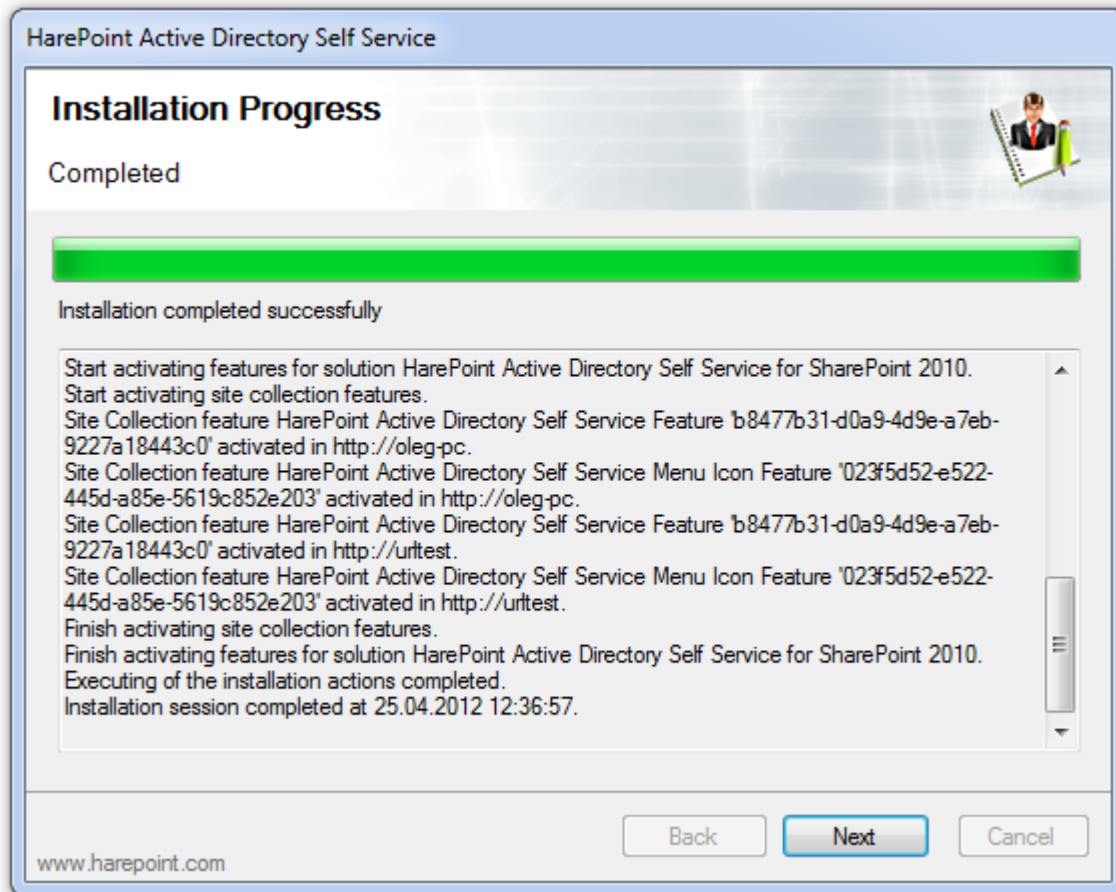 HarePoint Active Directory Self Service
Installation Progress
Completed
Installation completed successfully
Start activating features for solution HarePoint Active Directory Self Service for SharePoint 2010.
Start activating site collection features.
Site Collection feature HarePoint Active Directory Self Service Feature 'b8477b31-d0a9-4d9e-a7eb-
9227a18443c0' activated in http://oleg-pc.
Site Collection feature HarePoint Active Directory Self Service Menu Icon Feature '023f5d52-e522-
445d-a85e-5619c852e203' activated in http://oleg-pc.
Site Collection feature HarePoint Active Directory Self Service Feature 'b8477b31-d0a9-4d9e-a7eb-
9227a18443c0' activated in http://urltest.
Site Collection feature HarePoint Active Directory Self Service Menu Icon Feature '023f5d52-e522-
445d-a85e-5619c852e203' activated in http://urltest.
Finish activating site collection features.
Finish activating features for solution HarePoint Active Directory Self Service for SharePoint 2010.
Executing of the installation actions completed.
Installation session completed at 25.04.2012 12:36:57.
Back Next Cancel
www.harepoint.com